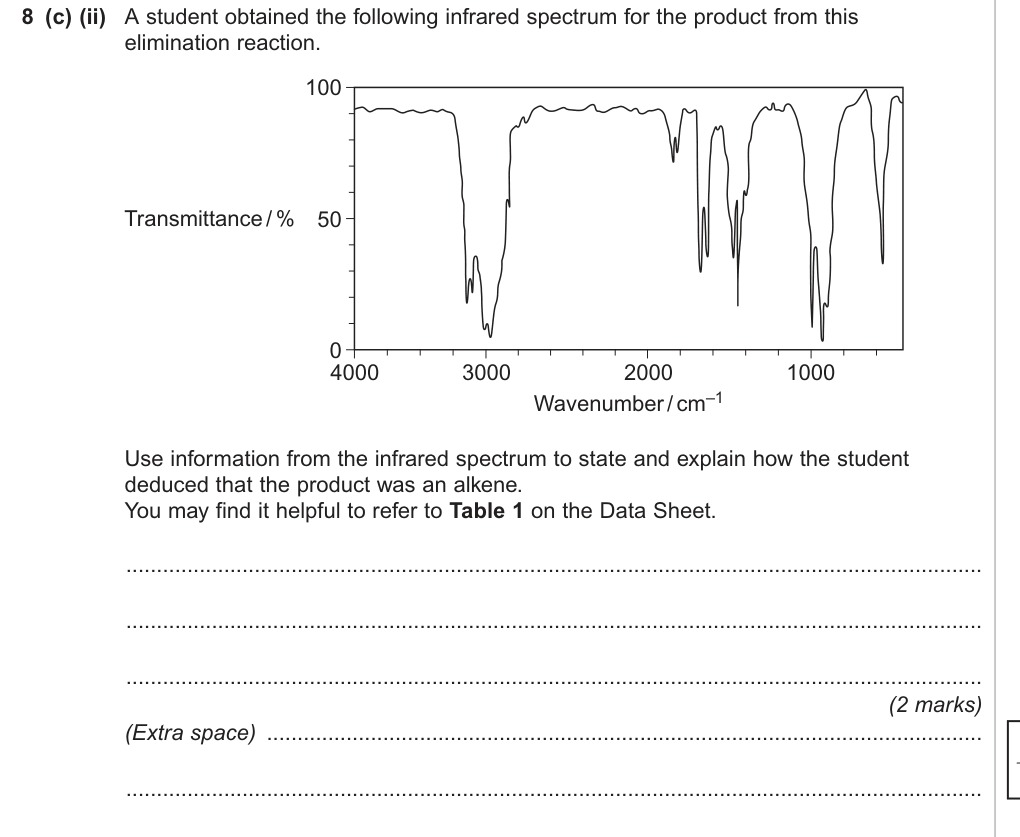 8 (c) (ii) A student obtained the following infrared spectrum for the product from this
elimination reaction.
100
Transmittance / % 50
0
4000 3000 2000 1000
Wavenumber / cm⁻¹
Use information from the infrared spectrum to state and explain how the student
deduced that the product was an alkene.
You may find it helpful to refer to Table 1 on the Data Sheet.
(2 marks)
(Extra space)